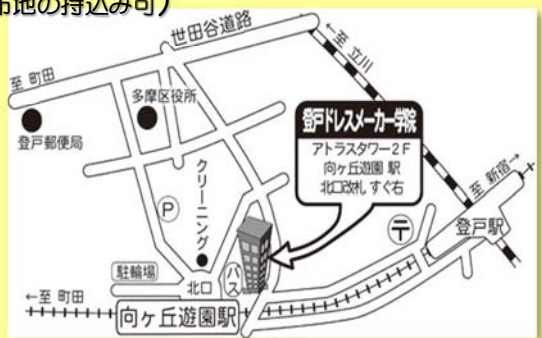 布地の持込み可）
世田谷道路
←至 立川
至 町田
多摩区役所
登戸郵便局
登戸ドレスメーカー学院
アトラスタワー2F
向ヶ丘遊園 駅
北口改札 すぐ右
クリーニング
P
至 新宿→
登戸駅
〒
駐輪場
北口
バス
←至 町田
向ヶ丘遊園駅